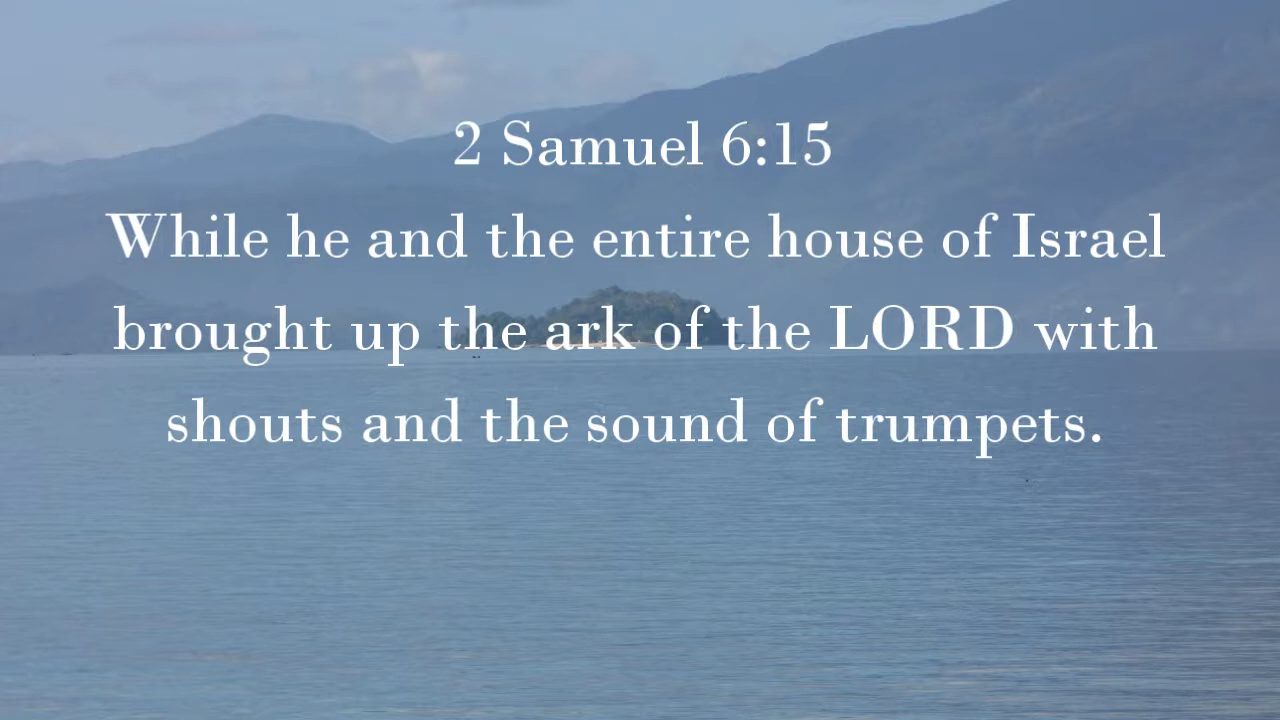 2 Samuel 6:15
While he and the entire house of Israel
brought up the ark of the LORD with
shouts and the sound of trumpets.